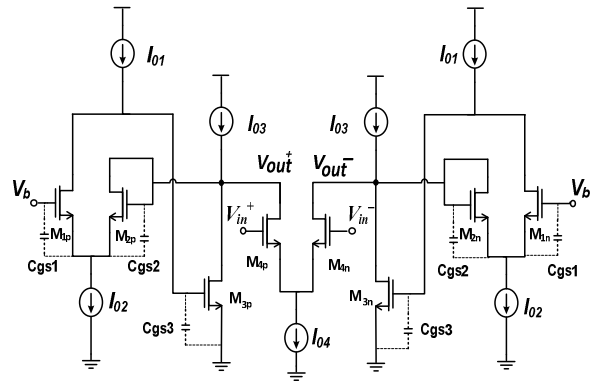 I01
I01
I03
I03
Vout+
Vout−
Vb
Vin+
Vin−
Vb
M1p
M2p
M4p
M4n
M2n
M1n
Cgs1
Cgs2
Cgs2
Cgs1
M3p
M3n
I02
I02
Cgs3
I04
Cgs3